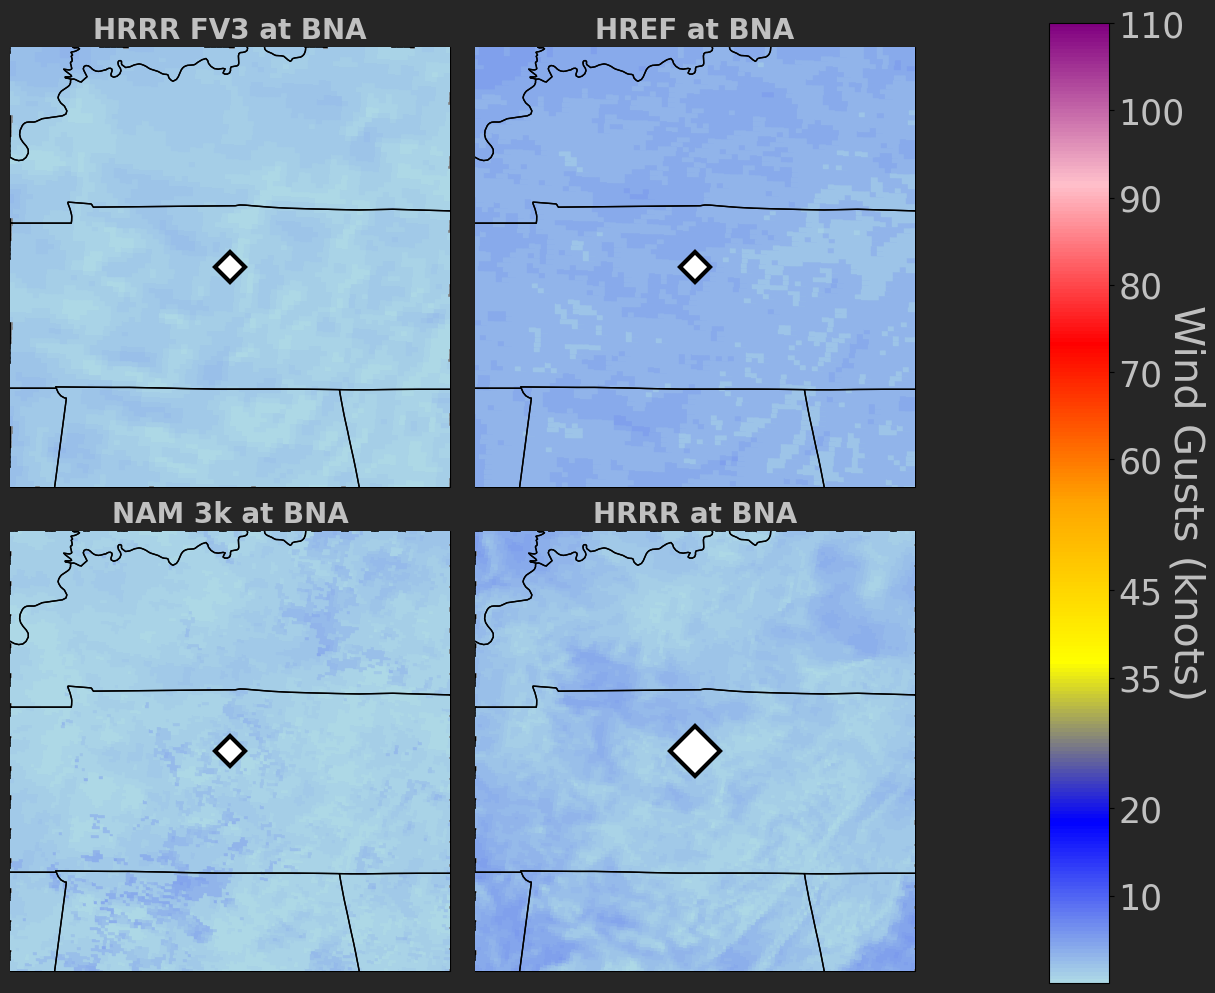 HRRR FV3 at BNA
HREF at BNA
NAM 3k at BNA
HRRR at BNA
110
100
90
80
70
60
45
35
20
10
Wind Gusts (knots)